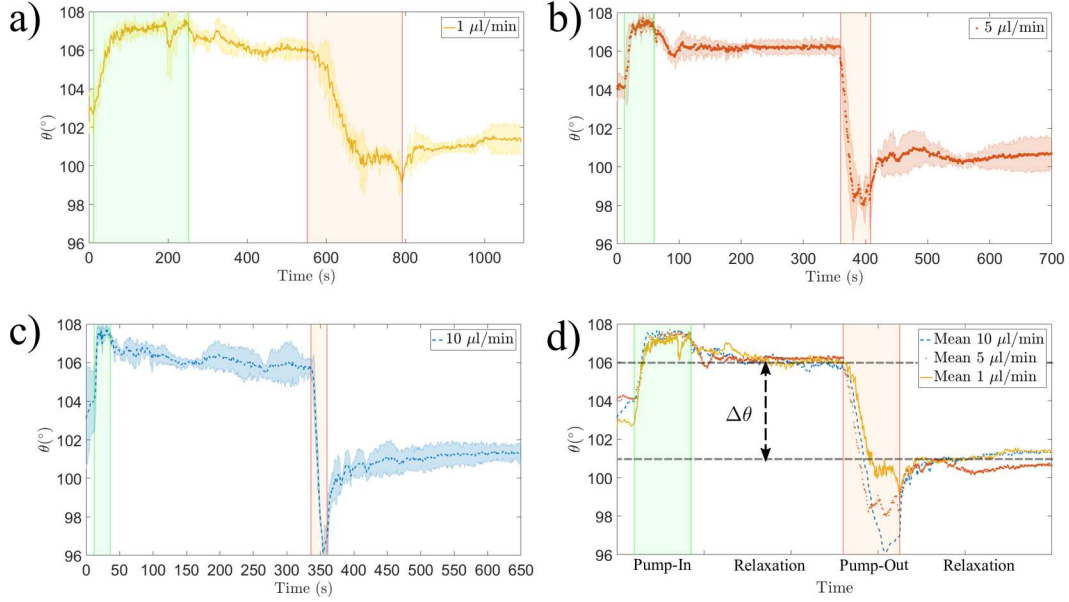 a)
108
106
104
102
100
98
96
θ(°)
1 μl/min
0 200 400 600 800 1000
Time (s)
b)
108
106
104
102
100
98
96
θ(°)
5 μl/min
0 100 200 300 400 500 600 700
Time (s)
c)
108
106
104
102
100
98
96
θ(°)
10 μl/min
0 50 100 150 200 250 300 350 400 450 500 550 600 650
Time (s)
d)
108
106
104
102
100
98
96
θ(°)
Mean 10 μl/min
Mean 5 μl/min
Mean 1 μl/min
Δθ
Pump-In Relaxation Pump-Out Relaxation
Time